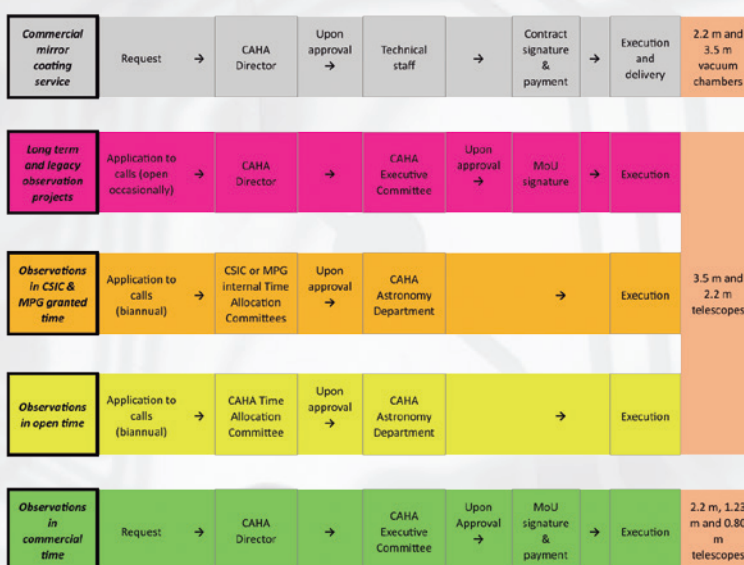 Commercial
mirror
coating
service
Request
→
CAHA
Director
Upon
approval
→
Technical
staff
→
Contract
signature
&
payment
→
Execution
and
delivery
2.2 m and
3.5 m
vacuum
chambers
Long term
and legacy
observation
projects
Application to
calls (open
occasionally)
→
CAHA
Director
→
CAHA
Executive
Committee
Upon
approval
→
MoU
signature
→
Execution
Observations
in CSIC &
MPG granted
time
Application to
calls
(biannual)
→
CSIC or MPG
internal Time
Allocation
Committees
Upon
approval
→
CAHA
Astronomy
Department
→
Execution
3.5 m and
2.2 m
telescopes
Observations
in open time
Application to
calls
(biannual)
→
CAHA Time
Allocation
Committee
Upon
approval
→
CAHA
Astronomy
Department
→
Execution
Observations
in
commercial
time
Request
→
CAHA
Director
→
CAHA
Executive
Committee
Upon
Approval
→
MoU
signature
&
payment
→
Execution
2.2 m, 1.23
m and 0.80
m
telescopes